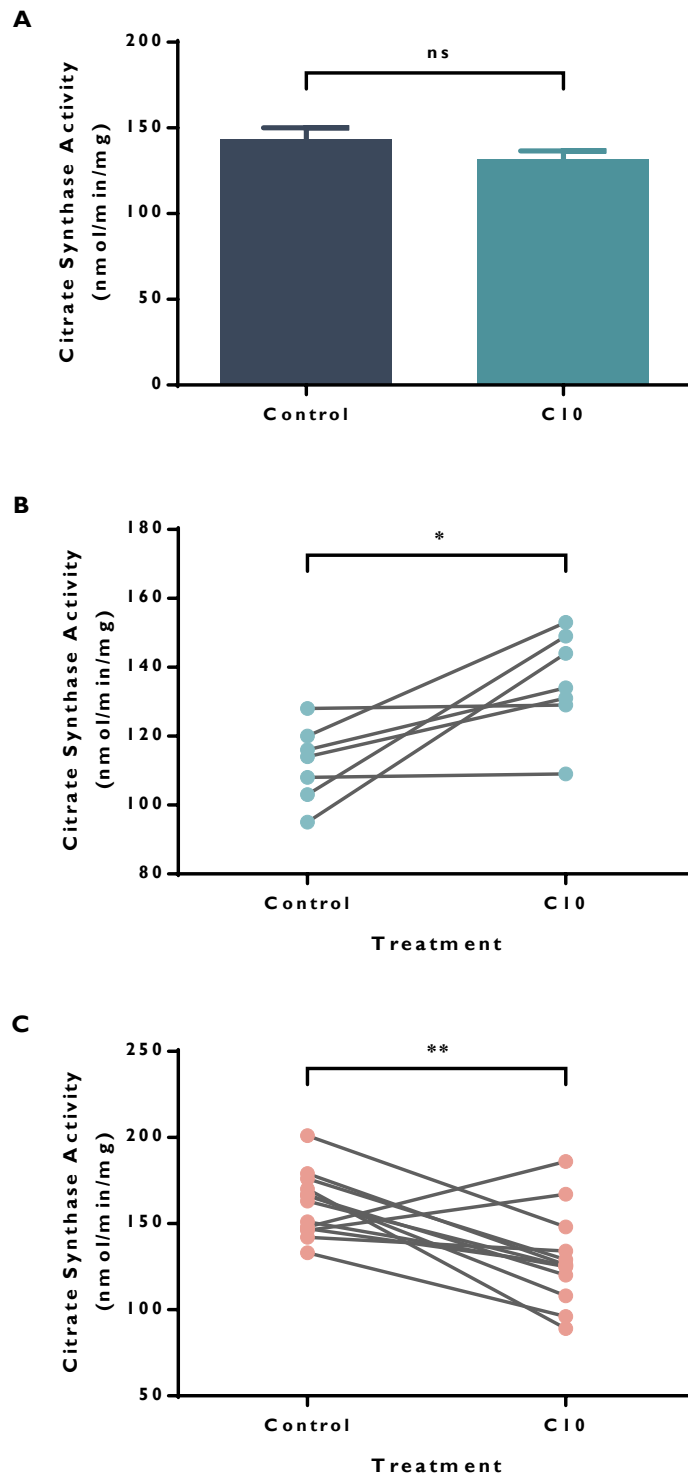 A
200
150
100
50
0
Citrate Synthase Activity
(nmol/min/mg)
ns
Control
C10
B
180
160
140
120
100
80
Citrate Synthase Activity
(nmol/min/mg)
*
Control
C10
Treatment
C
250
200
150
100
50
Citrate Synthase Activity
(nmol/min/mg)
**
Control
C10
Treatment